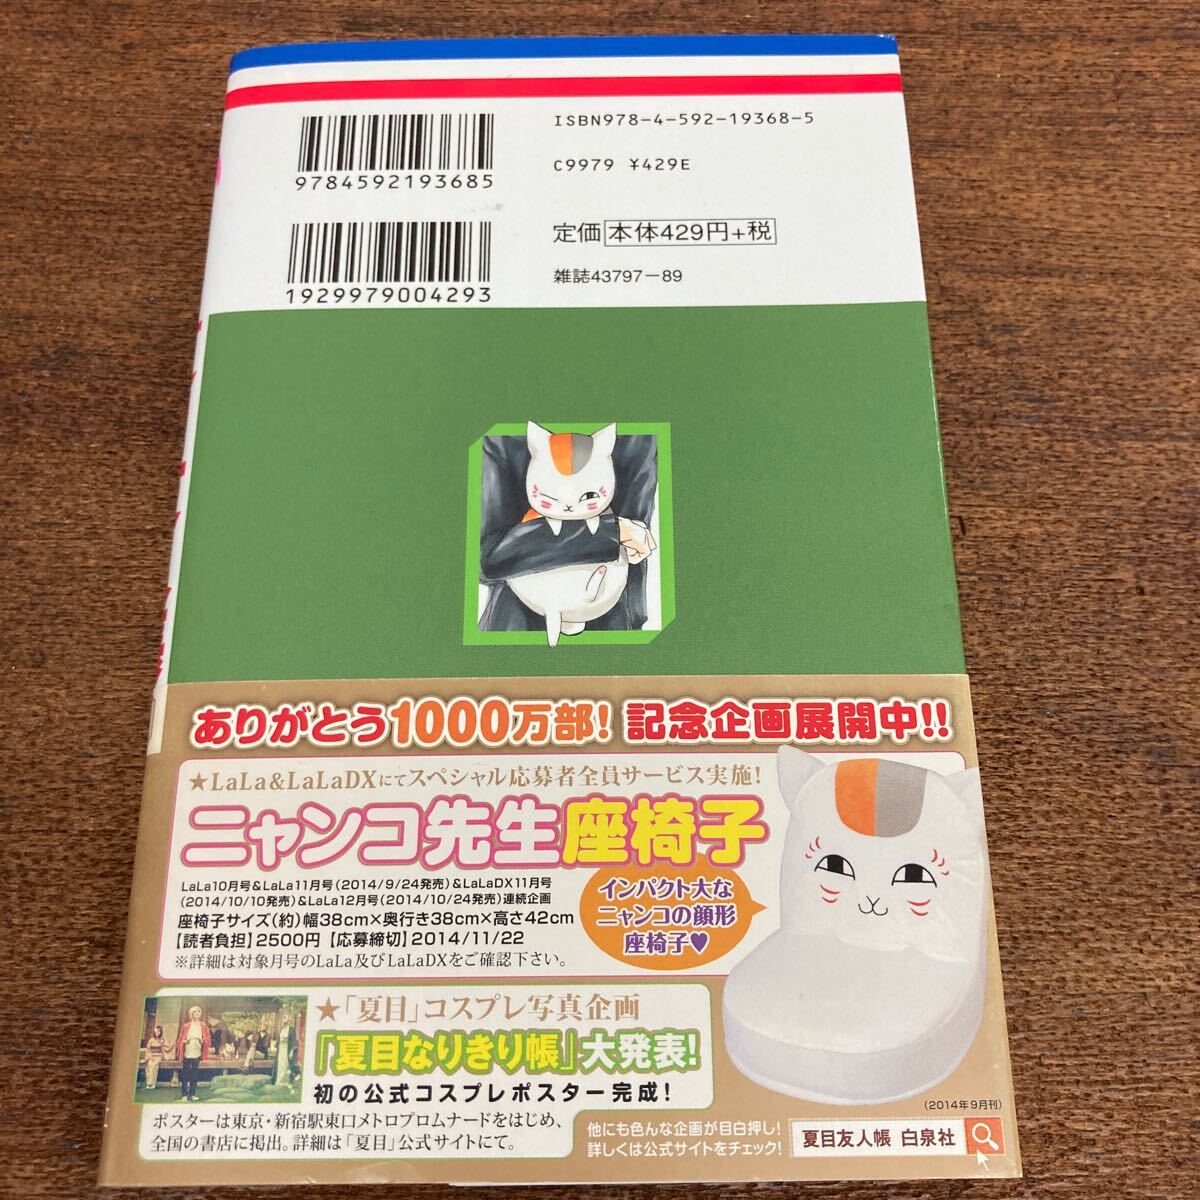 ISBN978-4-592-19368-5
C9979 ¥429E
9784592193685
定価 本体429円+税
雑誌43797-89
1929979004293
ありがとう1000万部! 記念企画展開中!!
★LaLa&LaLaDXにてスペシャル応募者全員サービス実施!
ニャンコ先生座椅子
LaLa10月号&LaLa11月号(2014/9/24発売)&LaLaDX11月号
(2014/10/10発売)&LaLa12月号(2014/10/24発売)連続企画
座椅子サイズ(約)幅38cm×奥行き38cm×高さ42cm
【読者負担】2500円【応募締切】2014/11/22
※詳細は対象月号のLaLa及びLaLaDXをご確認下さい。
インパクト大な
ニャンコの顔形
座椅子♥
★「夏目」コスプレ写真企画
『夏目なりきり帳』大発表!
初の公式コスプレポスター完成!
ポスターは東京・新宿駅東口メトロプロムナードをはじめ、
全国の書店に掲出。詳細は「夏目」公式サイトにて。
(2014年9月刊)
他にも色んな企画が目白押し!
詳しくは公式サイトをチェック!
夏目友人帳 白泉社